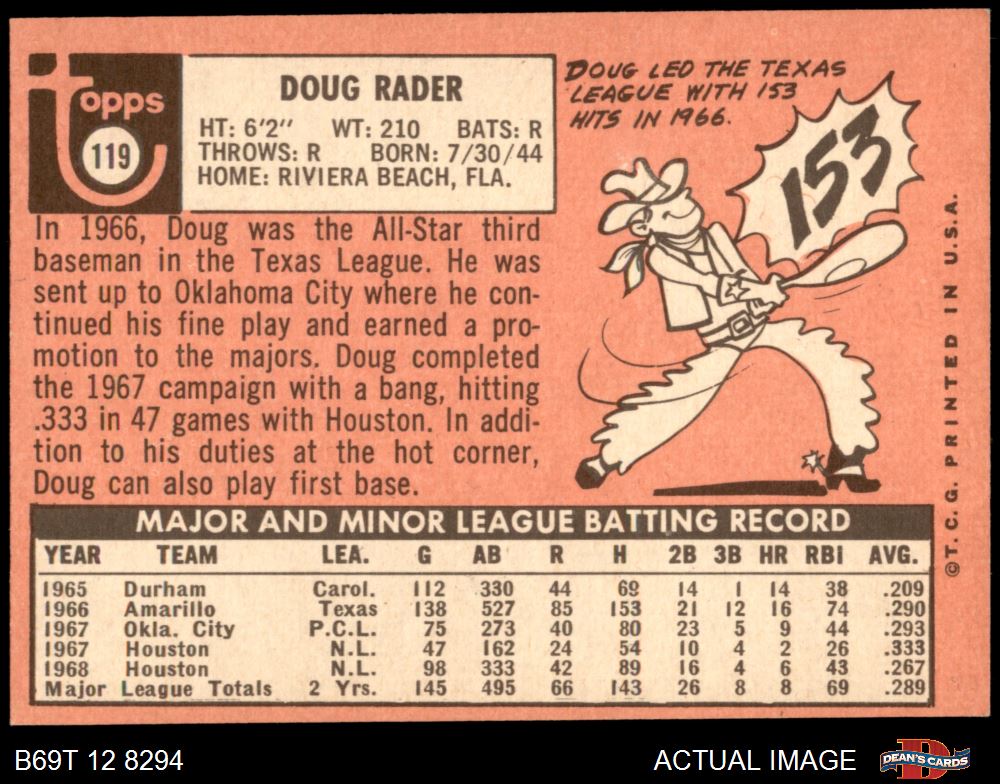 Topps
119
DOUG RADER
HT: 6'2" WT: 210 BATS: R
THROWS: R BORN: 7/30/44
HOME: RIVIERA BEACH, FLA.
DOUG LED THE TEXAS
LEAGUE WITH 153
HITS IN 1966.
153
In 1966, Doug was the All-Star third
baseman in the Texas League. He was
sent up to Oklahoma City where he con-
tinued his fine play and earned a pro-
motion to the majors. Doug completed
the 1967 campaign with a bang, hitting
.333 in 47 games with Houston. In addi-
tion to his duties at the hot corner,
Doug can also play first base.
©T.C.G. PRINTED IN U.S.A.
MAJOR AND MINOR LEAGUE BATTING RECORD
YEAR TEAM LEA. G AB R H 2B 3B HR RBI AVG.
1965 Durham Carol. 112 330 44 69 14 1 14 38 .209
1966 Amarillo Texas 138 527 85 153 21 12 16 74 .290
1967 Okla. City P.C.L. 75 273 40 80 23 5 9 44 .293
1967 Houston N.L. 47 162 24 54 10 4 2 26 .333
1968 Houston N.L. 98 333 42 89 16 4 6 43 .267
Major League Totals 2 Yrs. 145 495 66 143 26 8 8 69 .289
B69T 12 8294
ACTUAL IMAGE
DEAN'S CARDS